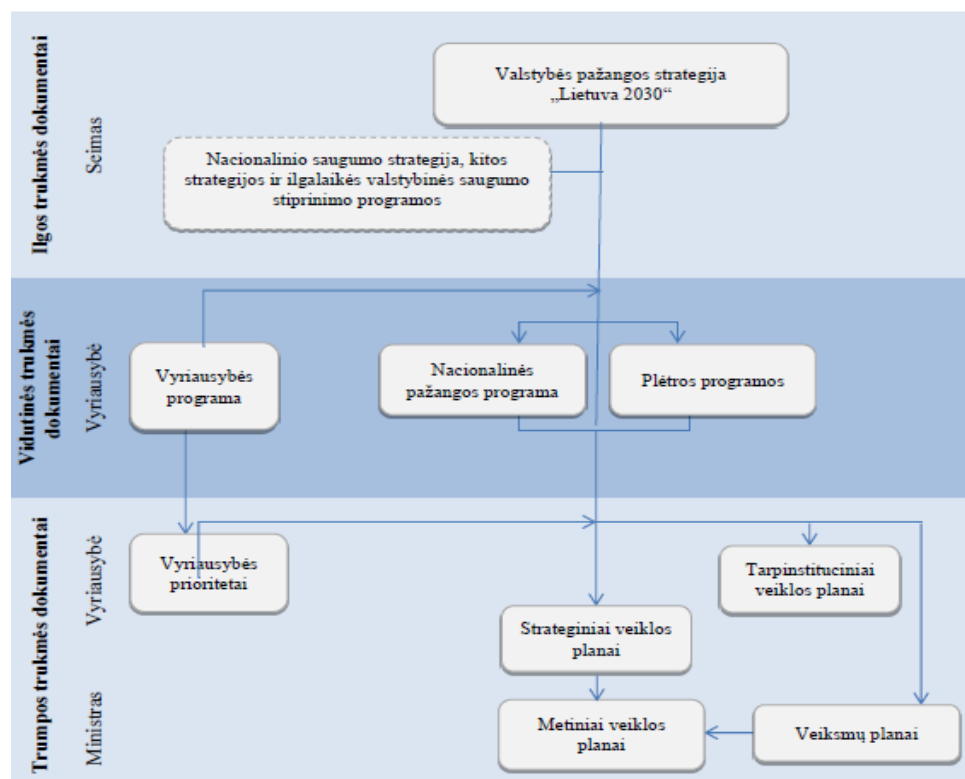 Ilgos trukmės dokumentai
Seimas
Valstybės pažangos strategija
„Lietuva 2030“
Nacionalinio saugumo strategija, kitos
strategijos ir ilgalaikės valstybinės saugumo
stiprinimo programos
Vidutinės trukmės
dokumentai
Vyriausybė
Vyriausybės
programa
Nacionalinės
pažangos programa
Plėtros programos
Trumpos trukmės dokumentai
Vyriausybė
Vyriausybės
prioritetai
Tarpinstituciniai
veiklos planai
Strateginiai veiklos
planai
Ministras
Metiniai veiklos
planai
Veiksmų planai